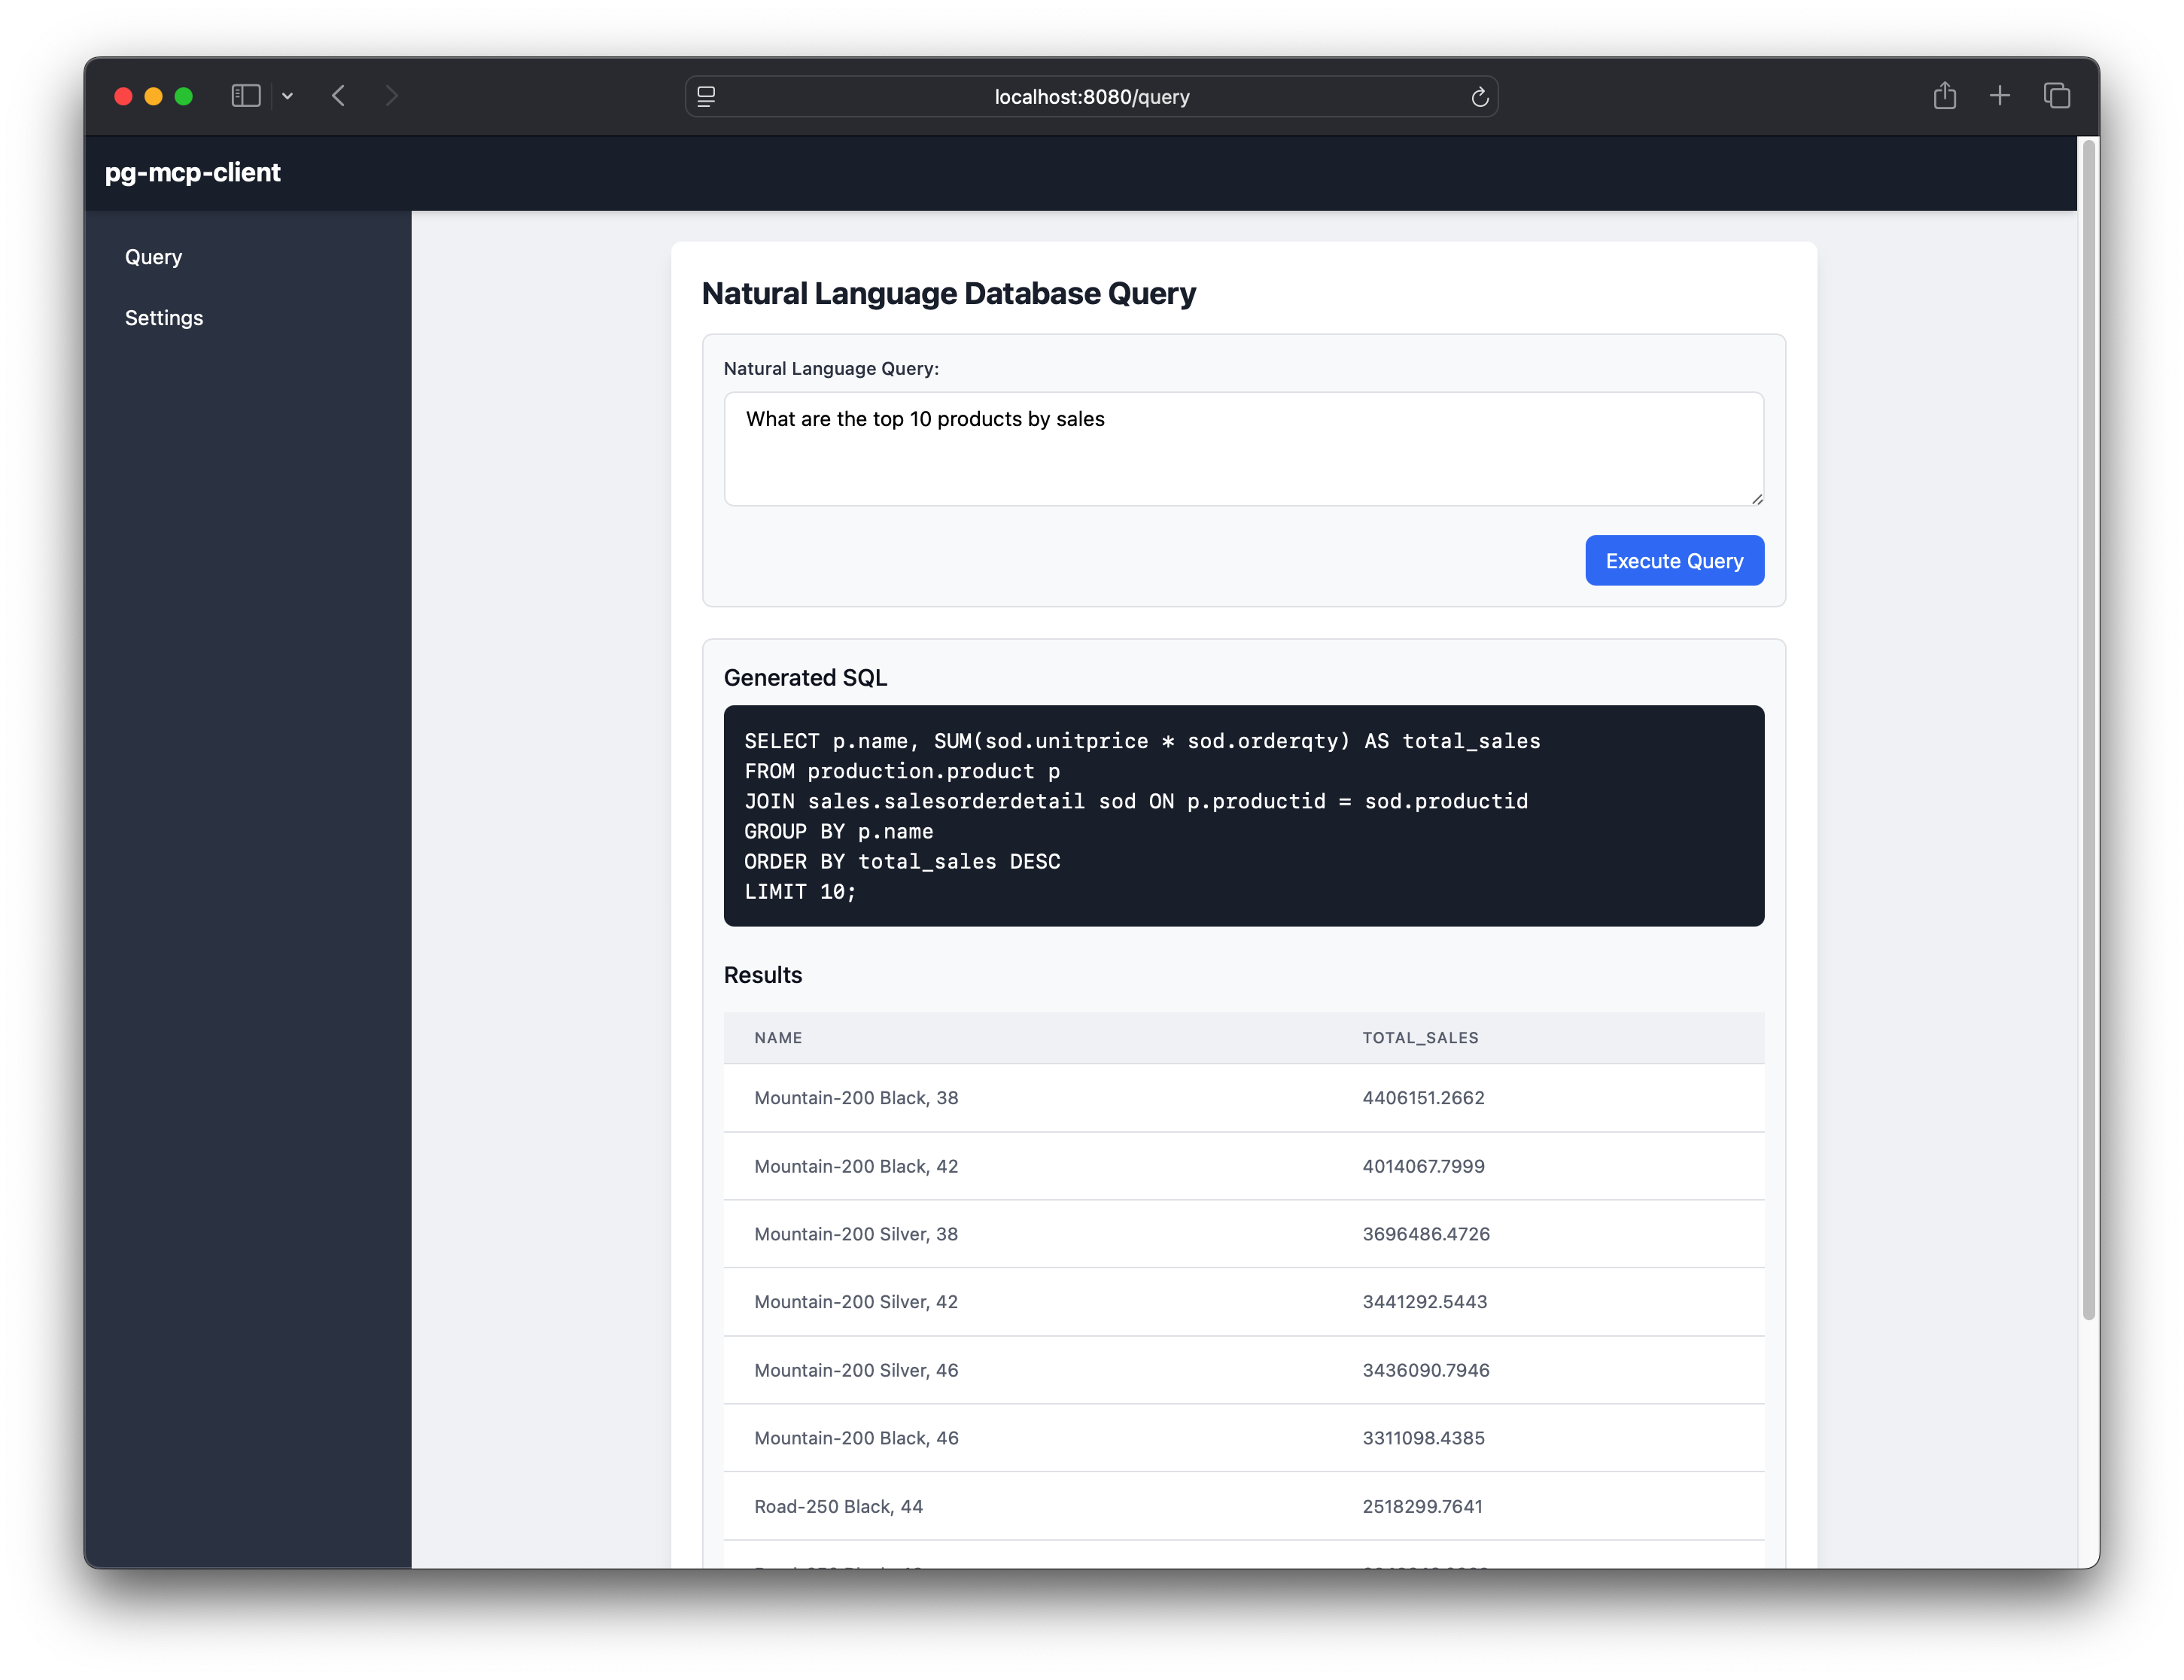 localhost:8080/query
pg-mcp-client
Query
Settings
Natural Language Database Query
Natural Language Query:
What are the top 10 products by sales
Execute Query
Generated SQL
SELECT p.name, SUM(sod.unitprice * sod.orderqty) AS total_sales
FROM production.product p
JOIN sales.salesorderdetail sod ON p.productid = sod.productid
GROUP BY p.name
ORDER BY total_sales DESC
LIMIT 10;
Results
NAME TOTAL_SALES
Mountain-200 Black, 38 4406151.2662
Mountain-200 Black, 42 4014067.7999
Mountain-200 Silver, 38 3696486.4726
Mountain-200 Silver, 42 3441292.5443
Mountain-200 Silver, 46 3436090.7946
Mountain-200 Black, 46 3311098.4385
Road-250 Black, 44 2518299.7641